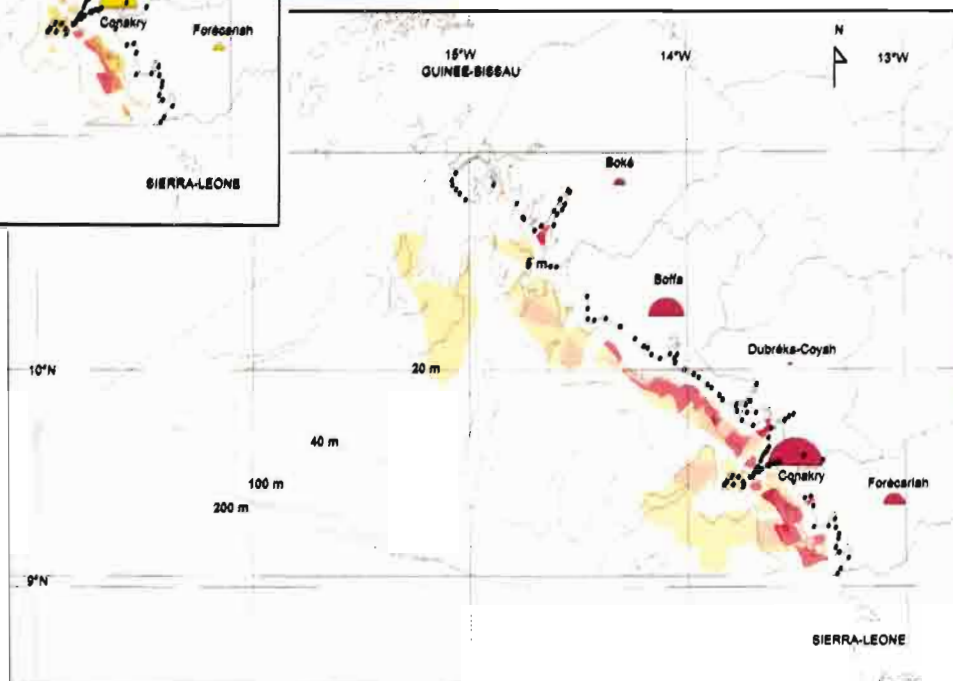 Conakry
Forécariah
SIERRA-LEONE
15°W
14°W
N
13°W
GUINEE-BISSAU
Boké
5 m
Boffa
Dubréka-Coyah
10°N
20 m
40 m
100 m
200 m
Conakry
Forécariah
9°N
SIERRA-LEONE